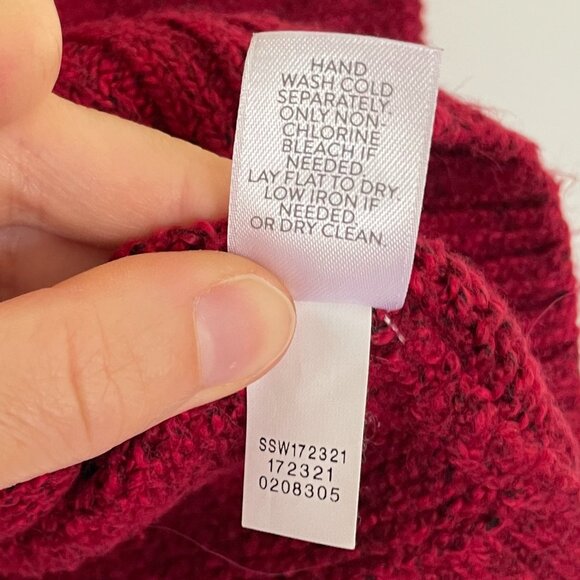 HAND
WASH COLD
SEPARATELY.
ONLY NON-
CHLORINE
BLEACH IF
NEEDED.
LAY FLAT TO DRY.
LOW IRON IF
NEEDED
OR DRY CLEAN.
SSW172321
172321
0208305